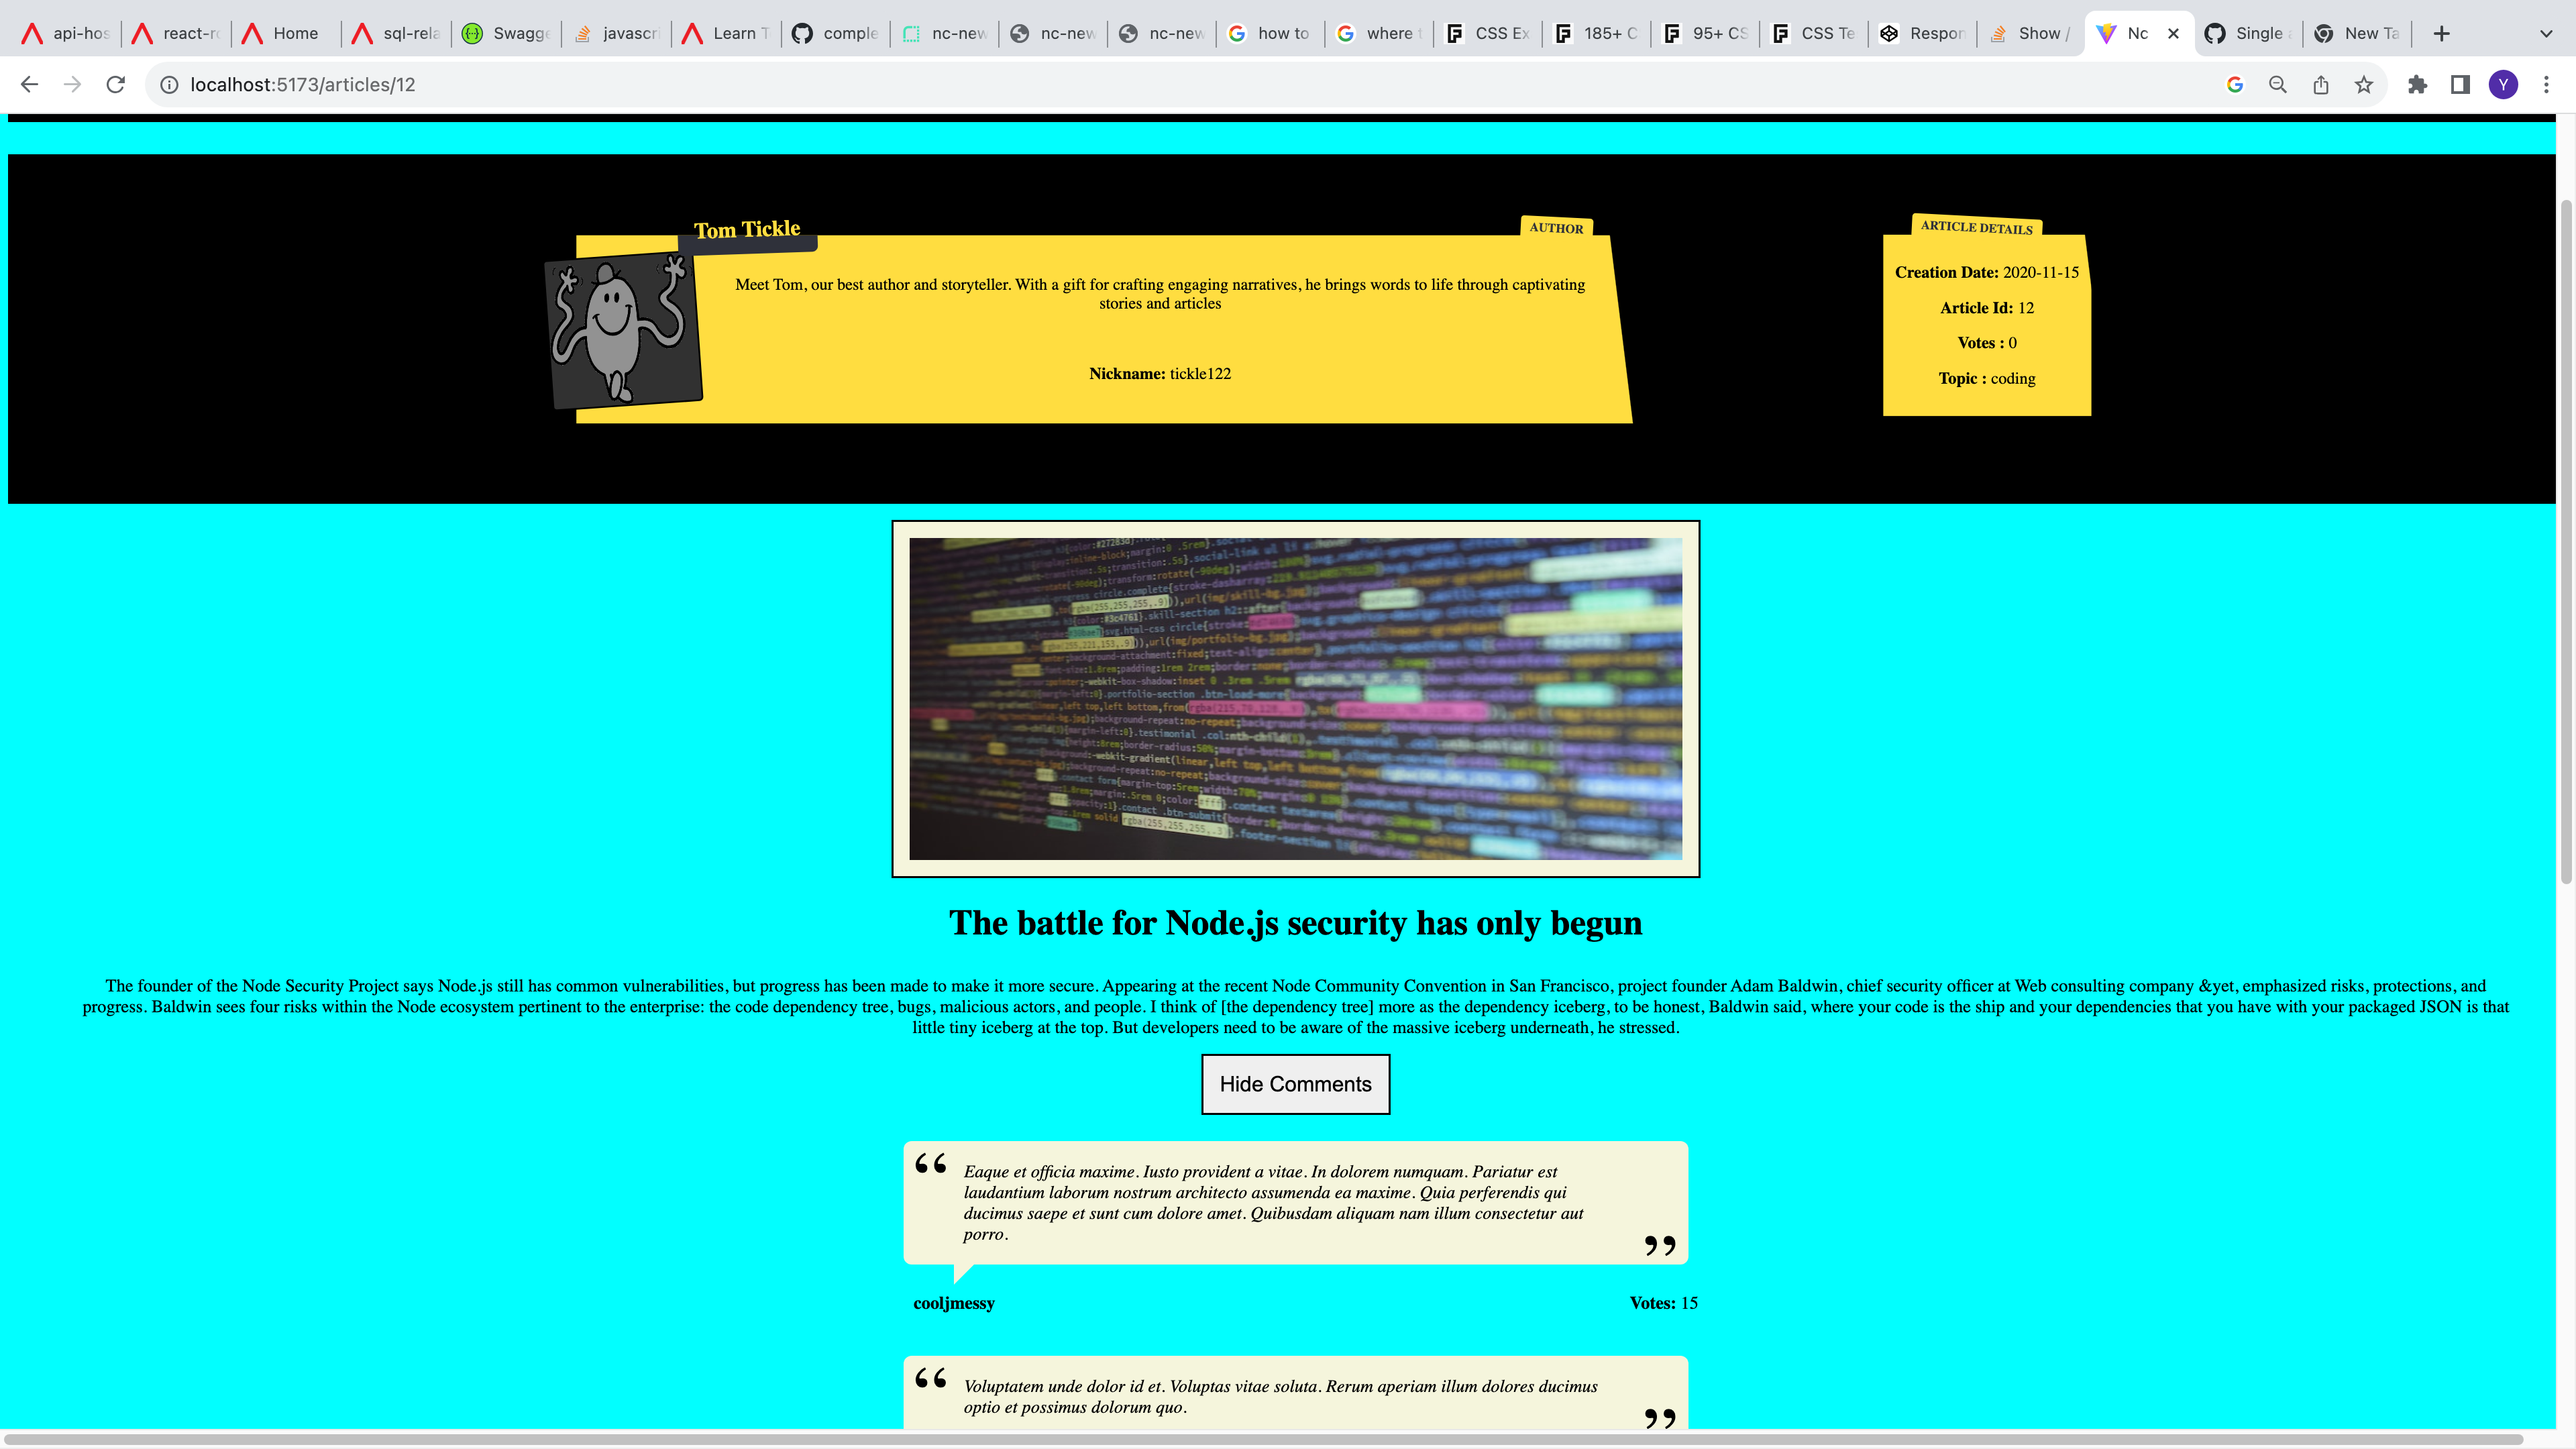 api-hos
react-ro
Home
sql-rela
Swagge
javascri
Learn T
comple
nc-new
nc-new
nc-new
how to
where t
CSS Ex
185+ C
95+ CS
CSS Te
Respon
Show /
Nc
Single a
New Ta
localhost:5173/articles/12
Y
Tom Tickle
AUTHOR
Meet Tom, our best author and storyteller. With a gift for crafting engaging narratives, he brings words to life through captivating
stories and articles
Nickname: tickle122
ARTICLE DETAILS
Creation Date: 2020-11-15
Article Id: 12
Votes : 0
Topic : coding
The battle for Node.js security has only begun
The founder of the Node Security Project says Node.js still has common vulnerabilities, but progress has been made to make it more secure. Appearing at the recent Node Community Convention in San Francisco, project founder Adam Baldwin, chief security officer at Web consulting company &yet, emphasized risks, protections, and
progress. Baldwin sees four risks within the Node ecosystem pertinent to the enterprise: the code dependency tree, bugs, malicious actors, and people. I think of [the dependency tree] more as the dependency iceberg, to be honest, Baldwin said, where your code is the ship and your dependencies that you have with your packaged JSON is that
little tiny iceberg at the top. But developers need to be aware of the massive iceberg underneath, he stressed.
Hide Comments
“ Eaque et officia maxime. Iusto provident a vitae. In dolorem numquam. Pariatur est
laudantium laborum nostrum architecto assumenda ea maxime. Quia perferendis qui
ducimus saepe et sunt cum dolore amet. Quibusdam aliquam nam illum consectetur aut
porro. ”
cooljmessy
Votes: 15
“ Voluptatem unde dolor id et. Voluptas vitae soluta. Rerum aperiam illum dolores ducimus
optio et possimus dolorum quo. ”